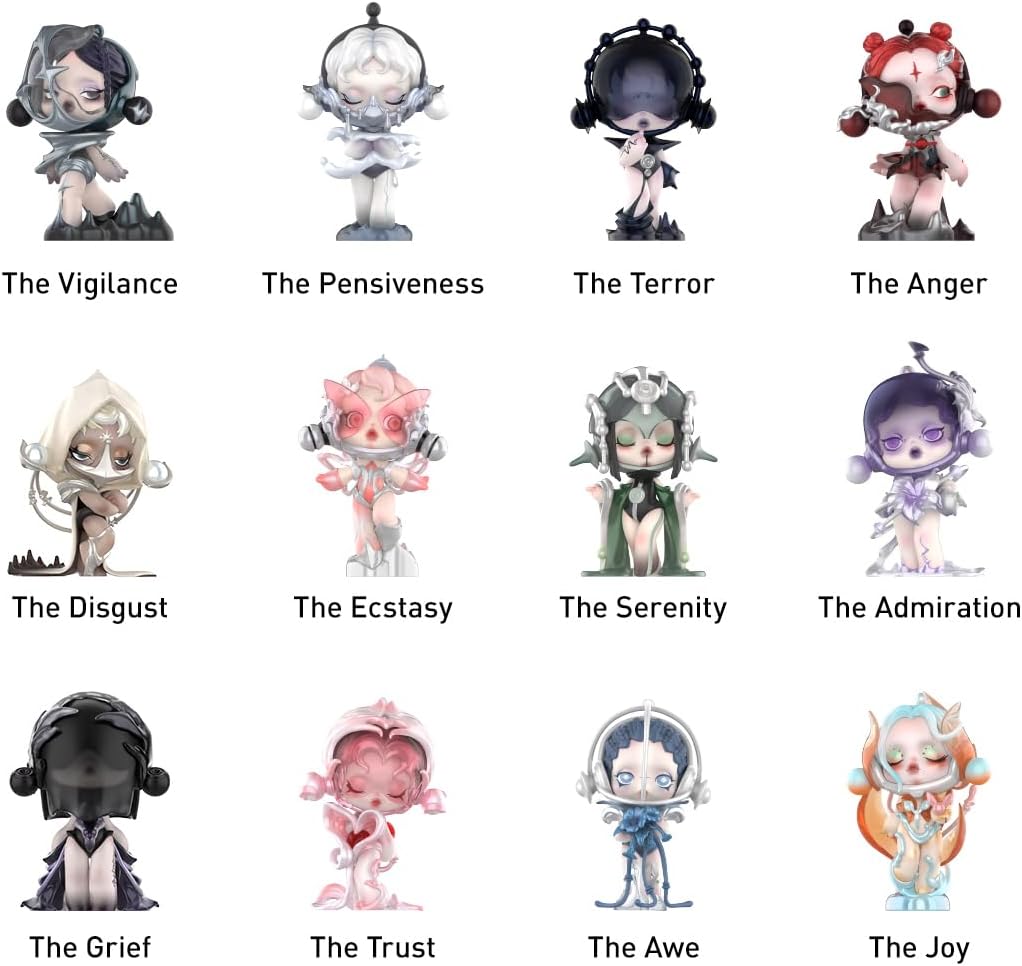 The Vigilance
The Pensiveness
The Terror
The Anger
The Disgust
The Ecstasy
The Serenity
The Admiration
The Grief
The Trust
The Awe
The Joy